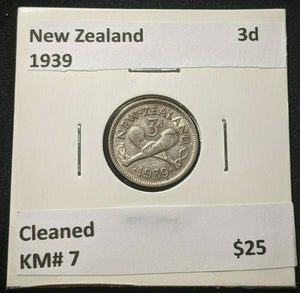 New Zealand 3d
1939
NEW·ZEALAND
3D
·1939·
Cleaned
KM# 7 $25